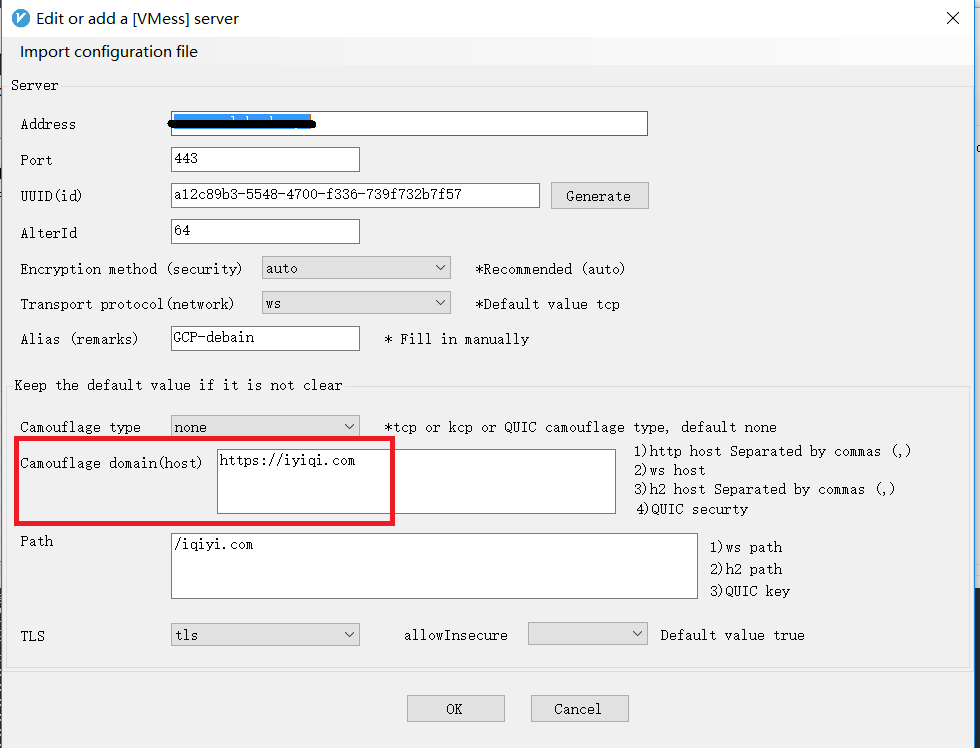 Edit or add a [VMess] server
Import configuration file
Server
Address
Port 443
UUID(id) a12c89b3-5548-4700-f336-739f732b7f57 Generate
AlterId 64
Encryption method (security) auto *Recommended (auto)
Transport protocol(network) ws *Default value tcp
Alias (remarks) GCP-debain * Fill in manually
Keep the default value if it is not clear
Camouflage type none *tcp or kcp or QUIC camouflage type, default none
Camouflage domain(host) https://iyiqi.com
1)http host Separated by commas (,)
2)ws host
3)h2 host Separated by commas (,)
4)QUIC securty
Path /iqiyi.com
1)ws path
2)h2 path
3)QUIC key
TLS tls allowInsecure Default value true
OK Cancel